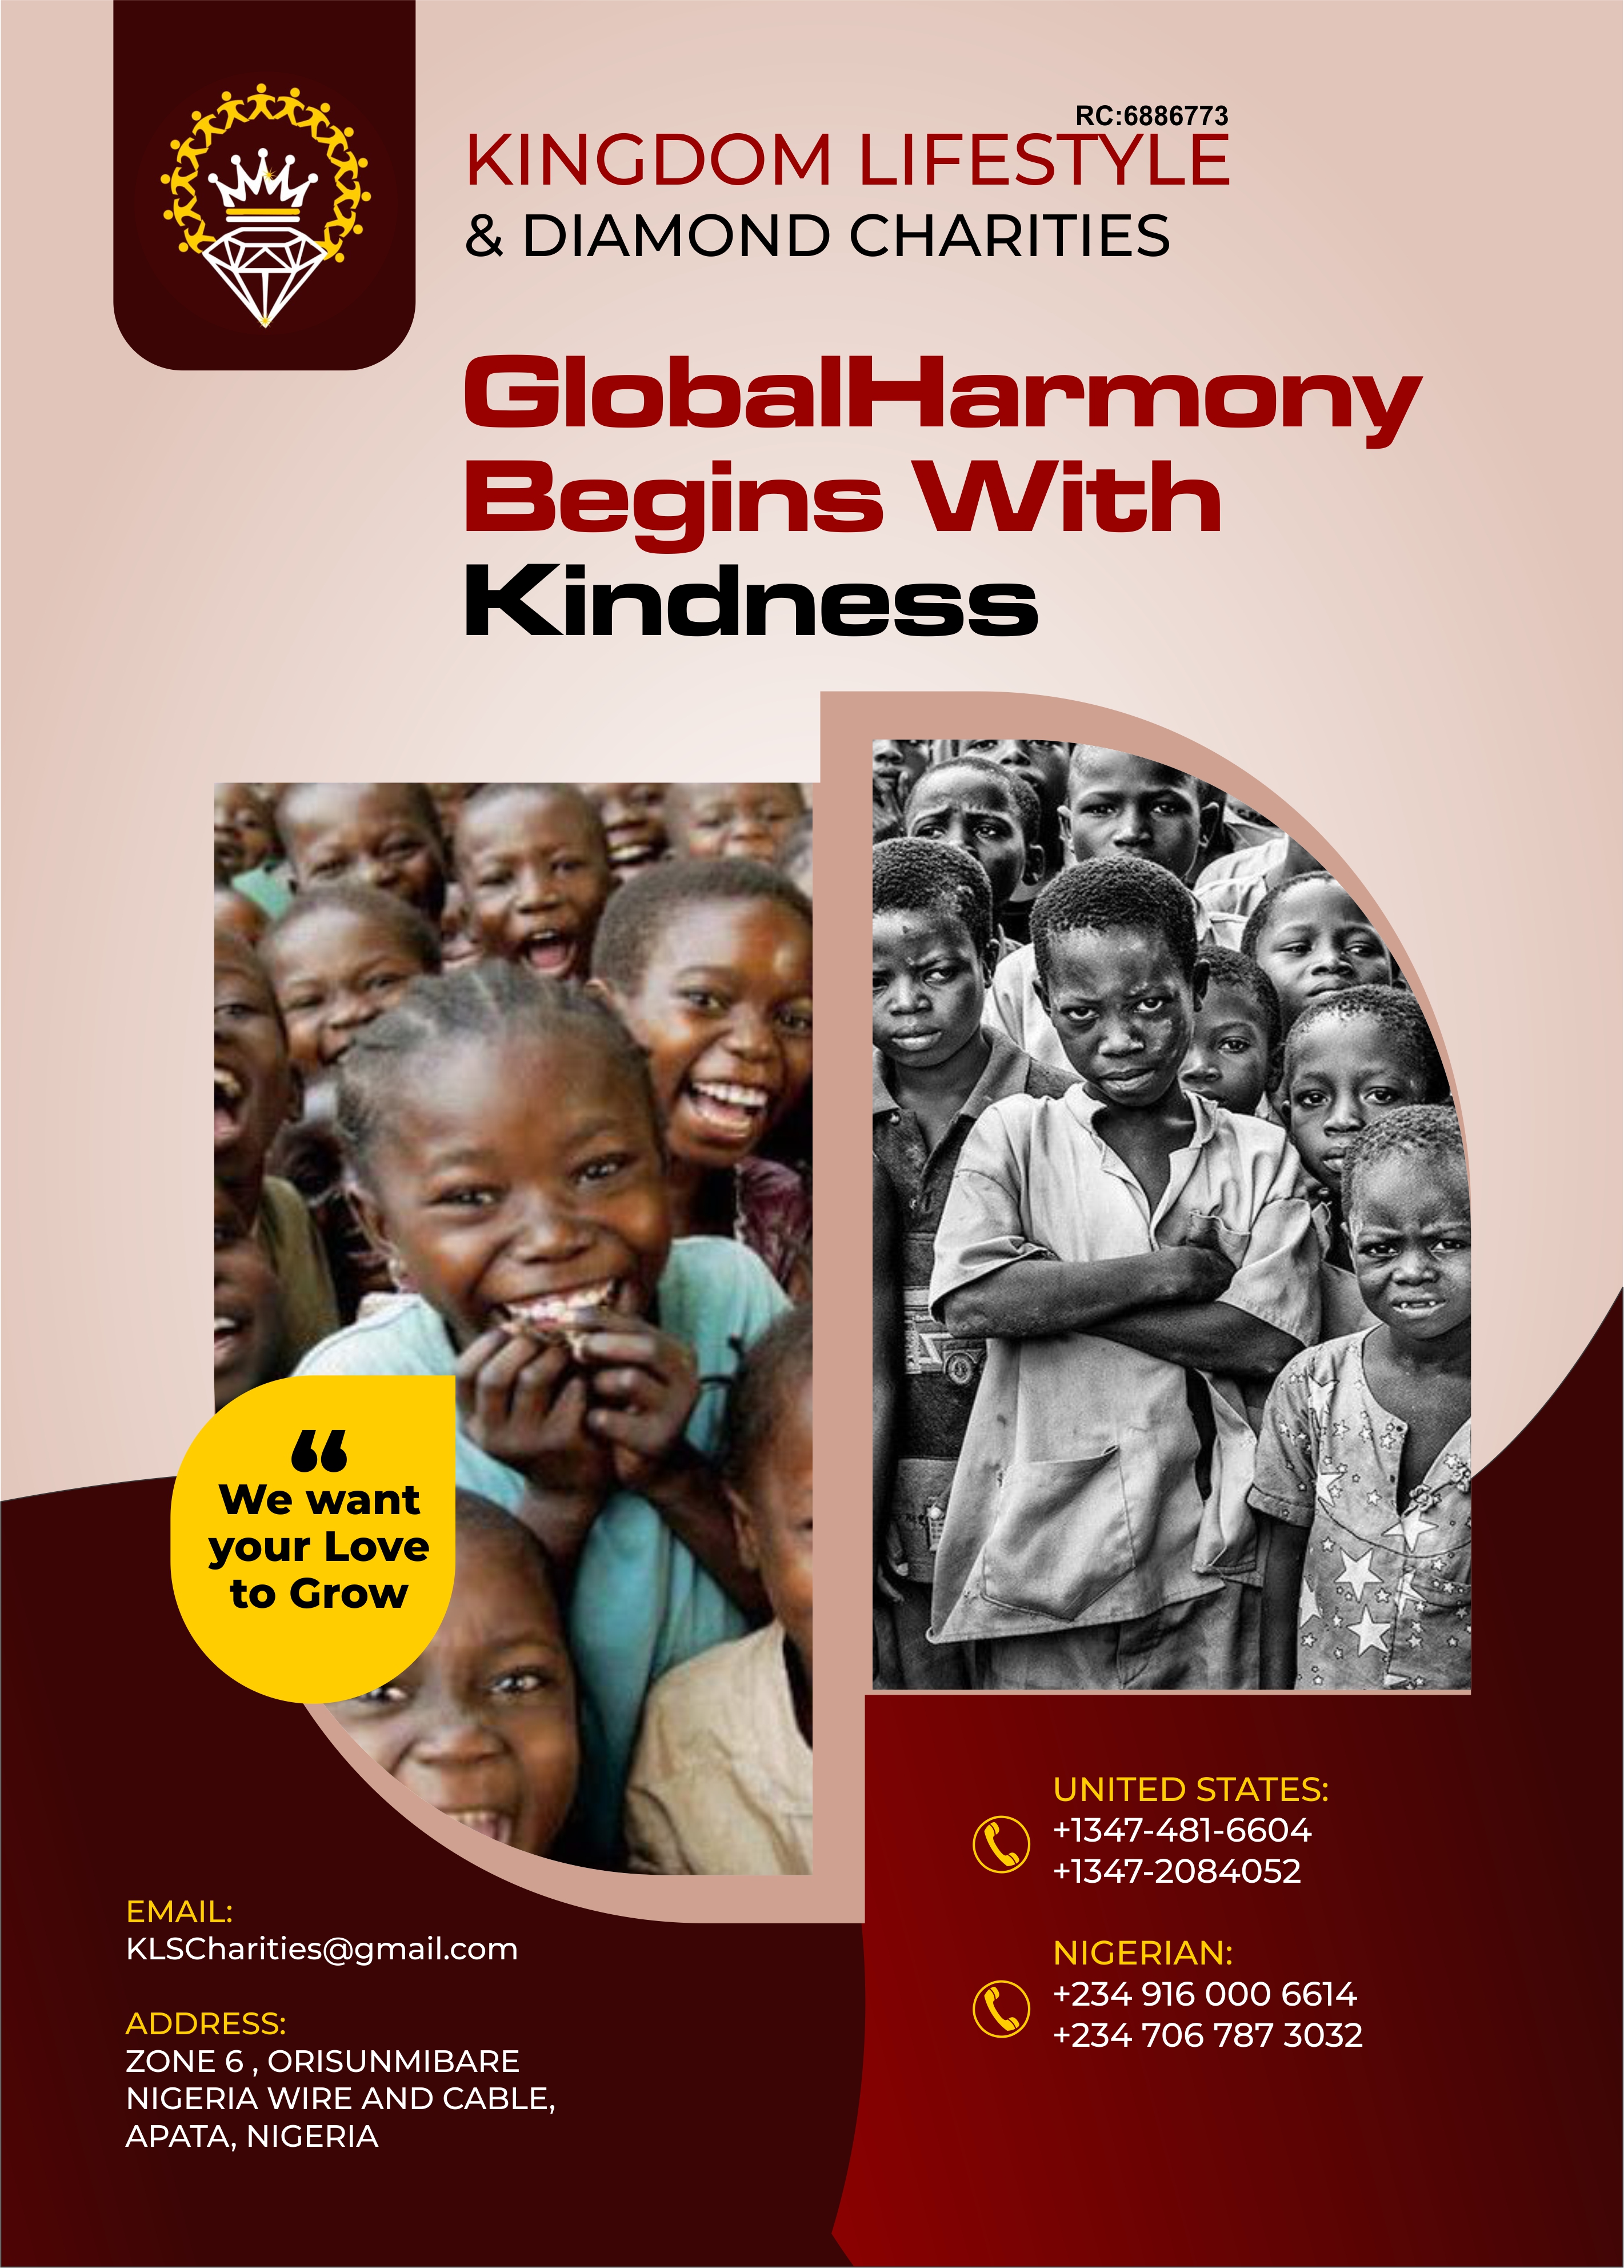 RC:6886773
KINGDOM LIFESTYLE
& DIAMOND CHARITIES
GlobalHarmony
Begins With
Kindness
“
We want
your Love
to Grow
EMAIL:
KLSCharities@gmail.com
ADDRESS:
ZONE 6 , ORISUNMIBARE
NIGERIA WIRE AND CABLE,
APATA, NIGERIA
UNITED STATES:
+1347-481-6604
+1347-2084052
NIGERIAN:
+234 916 000 6614
+234 706 787 3032